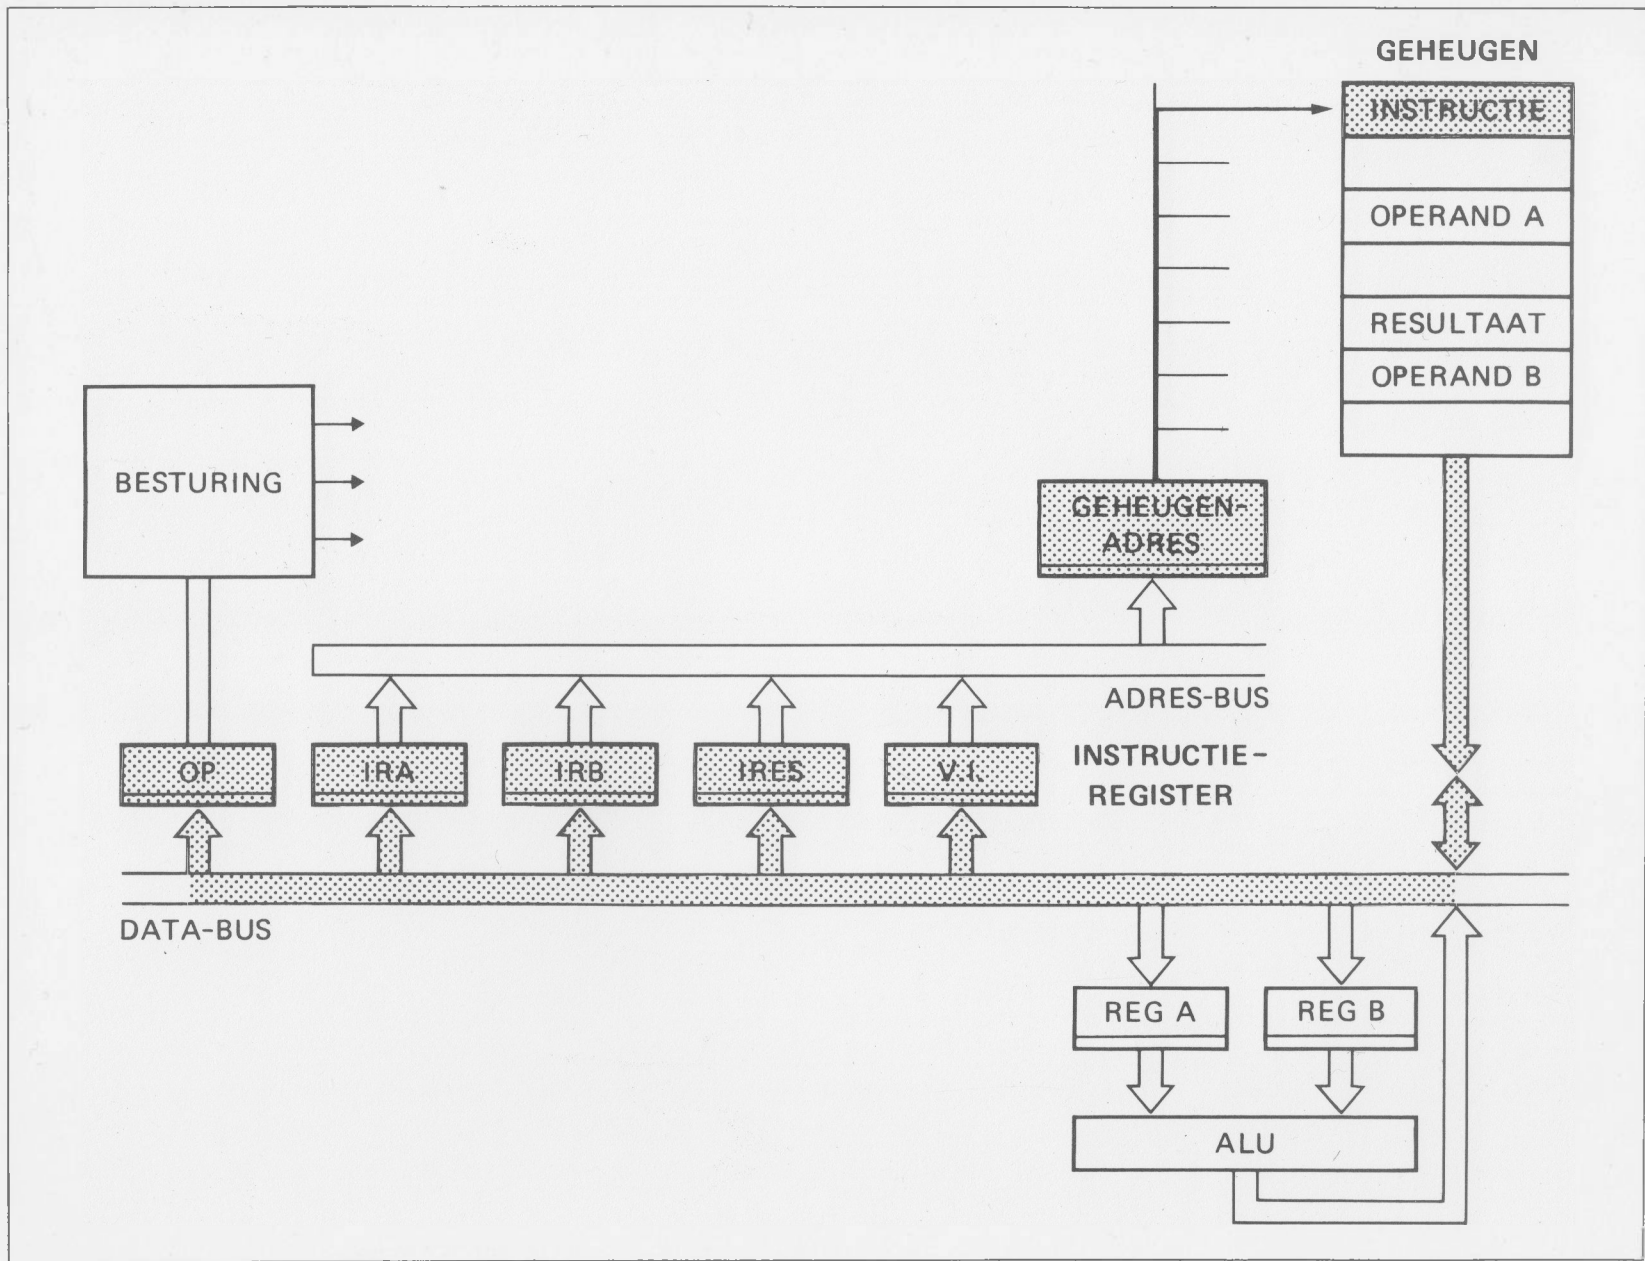 GEHEUGEN
INSTRUCTIE
OPERAND A
RESULTAAT
OPERAND B
BESTURING
GEHEUGEN-
ADRES
ADRES-BUS
OP
IRA
IRB
IRES
V.I.
INSTRUCTIE-
REGISTER
DATA-BUS
REG A
REG B
ALU